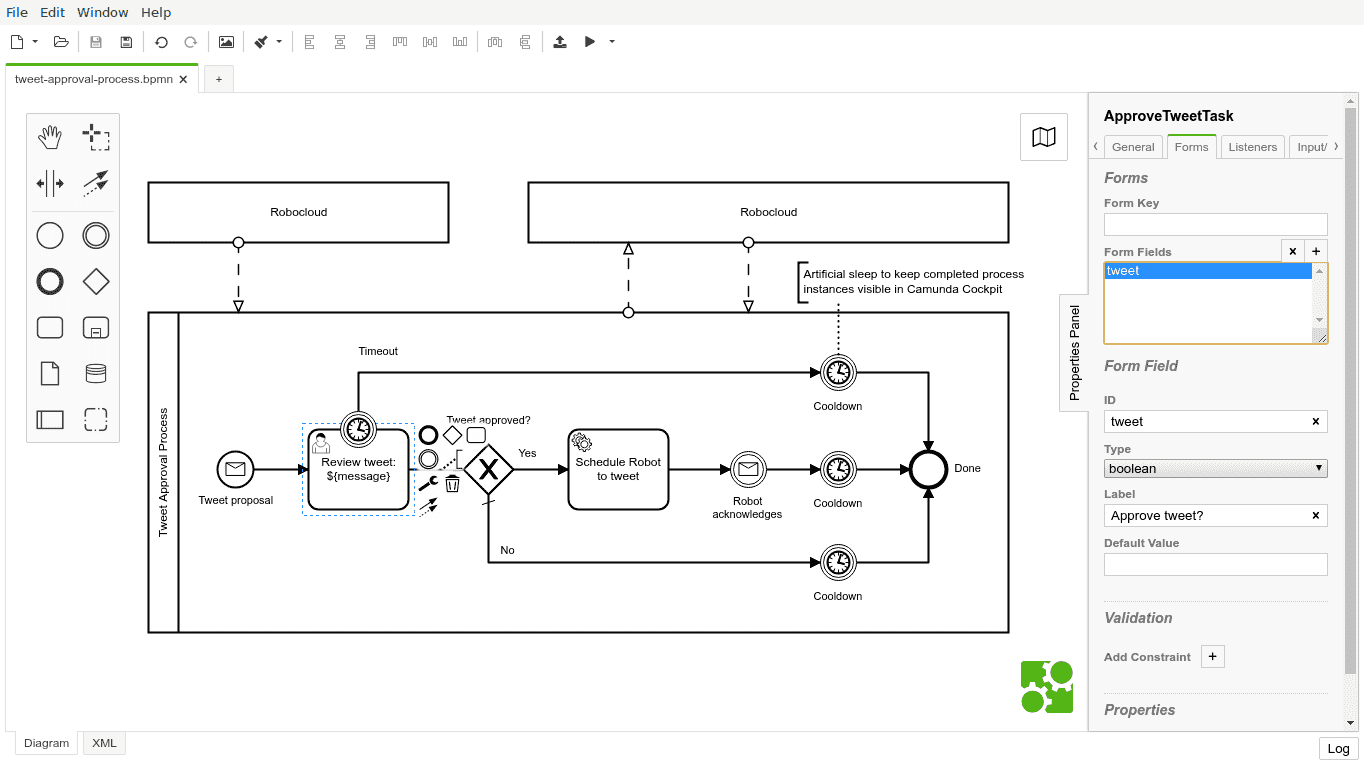 File Edit Window Help
tweet-approval-process.bpmn ×
+
Robocloud
Robocloud
Artificial sleep to keep completed process
instances visible in Camunda Cockpit
Tweet Approval Process
Timeout
Cooldown
Tweet approved?
Tweet proposal
Review tweet:
${message}
Yes
Schedule Robot
to tweet
Robot
acknowledges
Cooldown
Done
No
Cooldown
Properties Panel
ApproveTweetTask
General Forms Listeners Input/
Forms
Form Key
Form Fields × +
tweet
Form Field
ID
tweet ×
Type
boolean
Label
Approve tweet? ×
Default Value
Validation
Add Constraint +
Properties
Diagram XML
Log